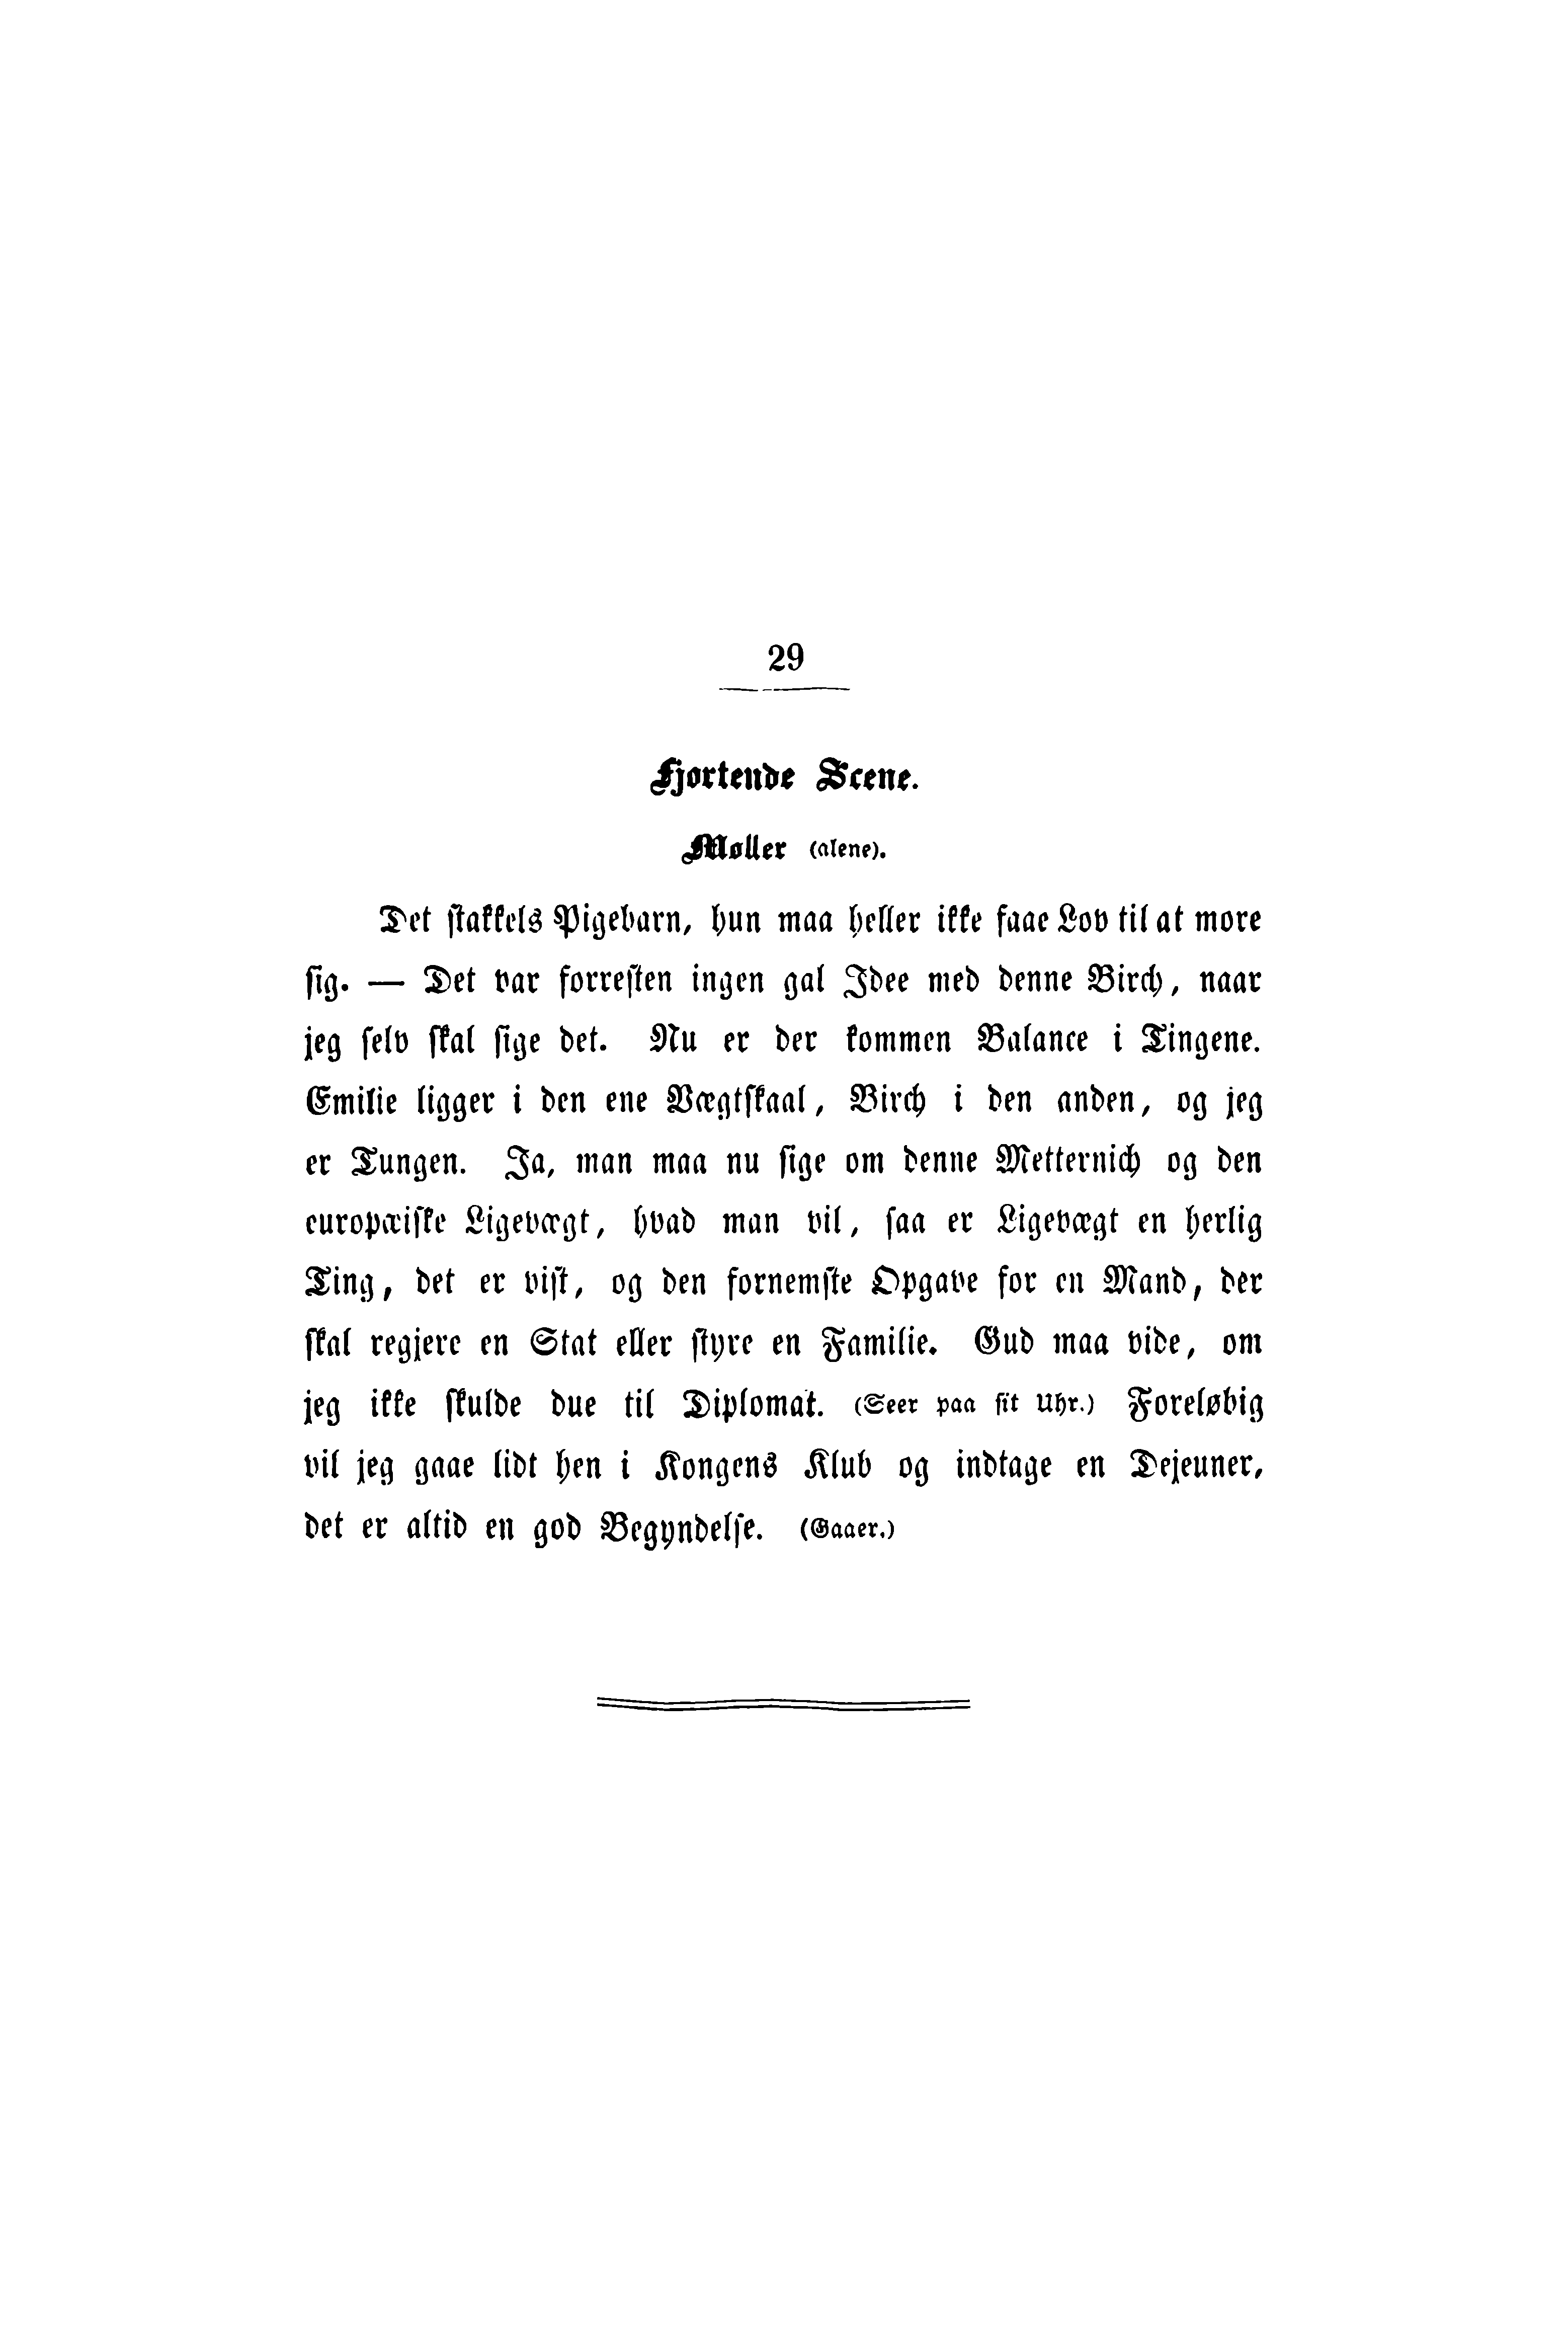 29
Fjortende Scene.
Møller (alene).
Det stakkels Pigebarn, hun maa heller ikke faae Lov til at more
sig. — Det var forresten ingen gal Idee med denne Birch, naar
jeg selv skal sige det. Nu er der kommen Balance i Tingene.
Emilie ligger i den ene Vægtskaal, Birch i den anden, og jeg
er Tungen. Ja, man maa nu sige om denne Metternich og den
europæiske Ligevægt, hvad man vil, saa er Ligevægt en herlig
Ting, det er vist, og den fornemste Opgave for en Mand, der
skal regjere en Stat eller styre en Familie. Gud maa vide, om
jeg ikke skulde due til Diplomat. (Seer paa sit Uhr.) Foreløbig
vil jeg gaae lidt hen i Kongens Klub og indtage en Dejeuner,
det er altid en god Begyndelse. (Gaaer.)